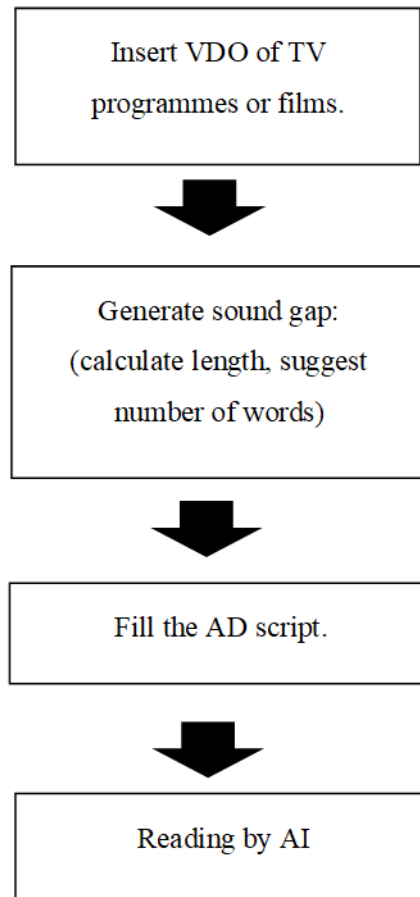 Insert VDO of TV
programmes or films.
Generate sound gap:
(calculate length, suggest
number of words)
Fill the AD script.
Reading by AI